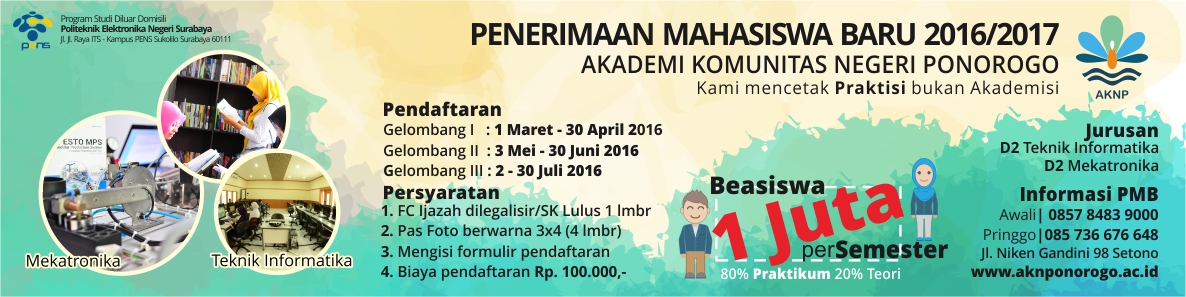 pens
Program Studi Diluar Domisili
Politeknik Elektronika Negeri Surabaya
Jl. Jl. Raya ITS - Kampus PENS Sukolilo Surabaya 60111
PENERIMAAN MAHASISWA BARU 2016/2017
AKADEMI KOMUNITAS NEGERI PONOROGO
Kami mencetak Praktisi bukan Akademisi
AKNP
ESTO MPS
Mekatronika
Teknik Informatika
Pendaftaran
Gelombang I : 1 Maret - 30 April 2016
Gelombang II : 3 Mei - 30 Juni 2016
Gelombang III : 2 - 30 Juli 2016
Persyaratan
1. FC Ijazah dilegalisir/SK Lulus 1 lmbr
2. Pas Foto berwarna 3x4 (4 lmbr)
3. Mengisi formulir pendaftaran
4. Biaya pendaftaran Rp. 100.000,-
Beasiswa
1 Juta
perSemester
80% Praktikum 20% Teori
Jurusan
D2 Teknik Informatika
D2 Mekatronika
Informasi PMB
Awali| 0857 8483 9000
Pringgo|085 736 676 648
Jl. Niken Gandini 98 Setono
www.aknponorogo.ac.id